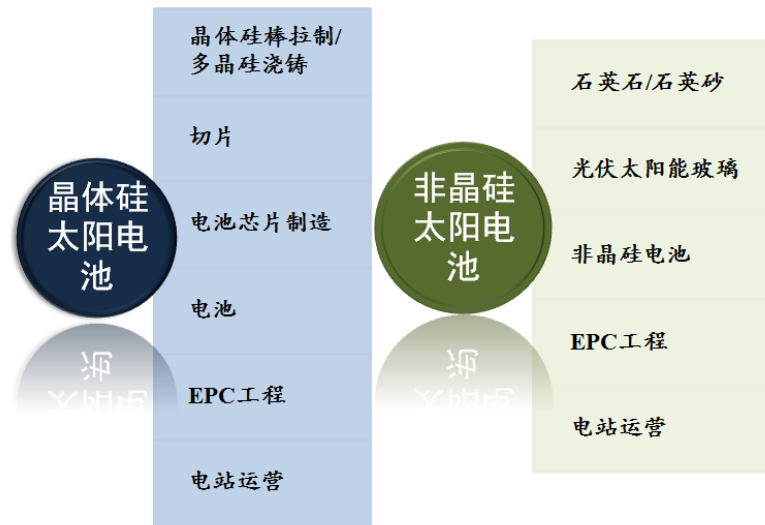 晶体硅
太阳电
池
晶体硅棒拉制/
多晶硅浇铸
切片
电池芯片制造
电池
EPC工程
电站运营
非晶硅
太阳电
池
石英石/石英砂
光伏太阳能玻璃
非晶硅电池
EPC工程
电站运营